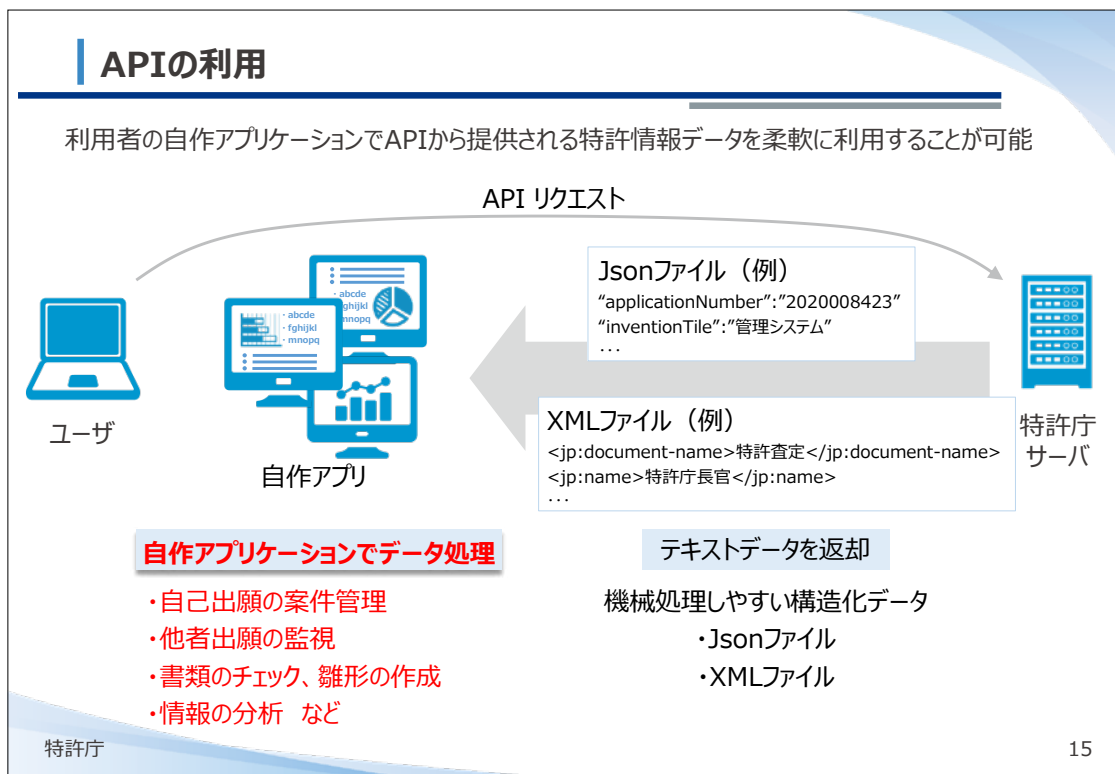 APIの利用
利用者の自作アプリケーションでAPIから提供される特許情報データを柔軟に利用することが可能
API リクエスト
Jsonファイル（例）
“applicationNumber”:”2020008423”
“inventionTile”:”管理システム”
･･･
・abcde
fghijkl
mnopq
・abcde
・fghijkl
・mnopq
ユーザ
自作アプリ
XMLファイル（例）
<jp:document-name>特許査定</jp:document-name>
<jp:name>特許庁長官</jp:name>
･･･
特許庁
サーバ
自作アプリケーションでデータ処理
・自己出願の案件管理
・他者出願の監視
・書類のチェック、雛形の作成
・情報の分析　など
テキストデータを返却
機械処理しやすい構造化データ
・Jsonファイル
・XMLファイル
特許庁
15